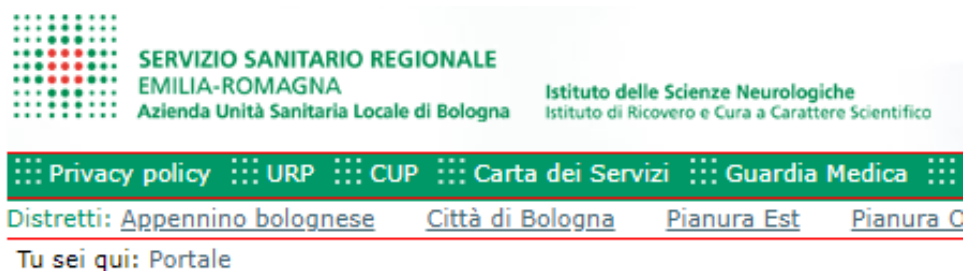 SERVIZIO SANITARIO REGIONALE
EMILIA-ROMAGNA
Azienda Unità Sanitaria Locale di Bologna
Istituto delle Scienze Neurologiche
Istituto di Ricovero e Cura a Carattere Scientifico
Privacy policy URP CUP Carta dei Servizi Guardia Medica
Distretti: Appennino bolognese Città di Bologna Pianura Est Pianura
Tu sei qui: Portale